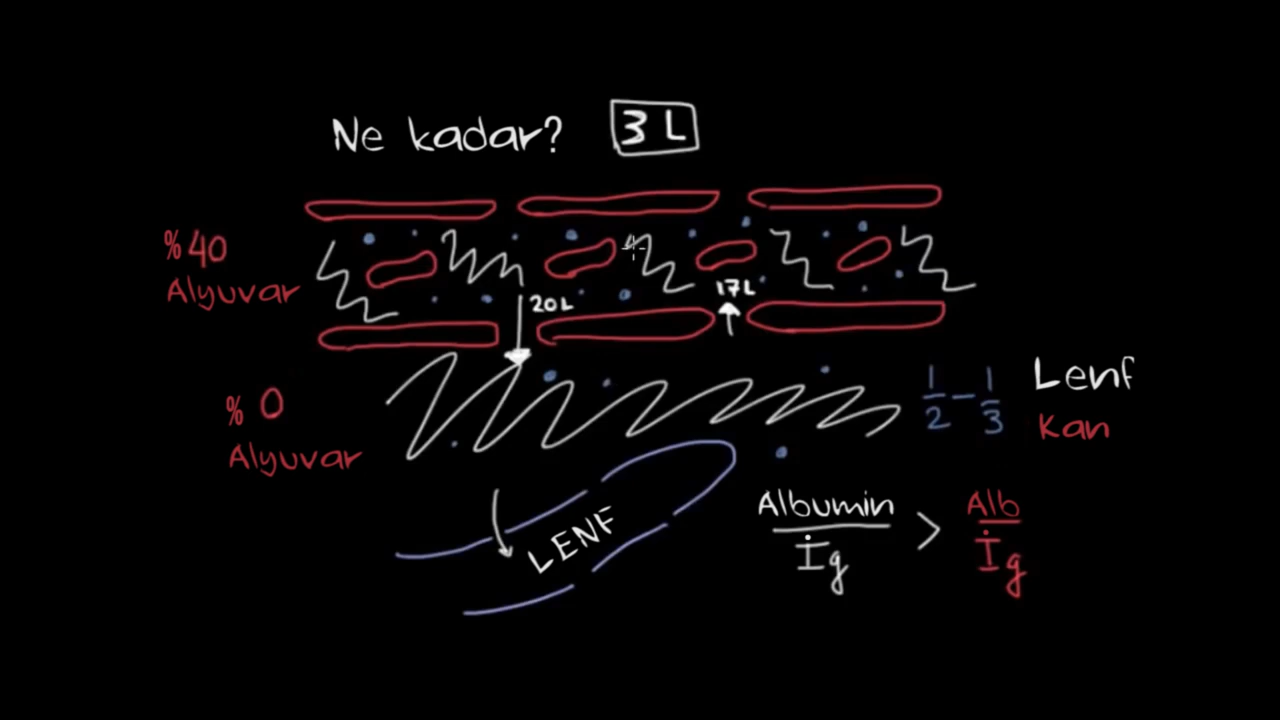 Ne kadar? 3 L
%40
Alyuvar
20L
17L
% 0
Alyuvar
1/2 - 1/3
Lenf
Kan
LENF
Albumin
İg
>
Alb
İg